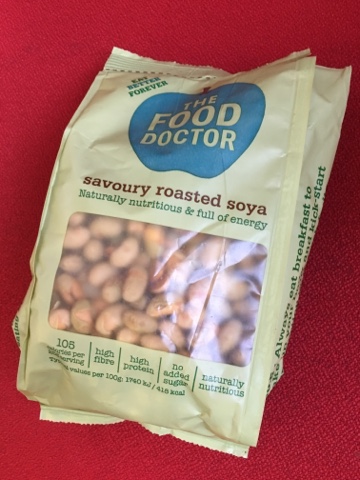 EAT
BETTER
FOREVER
THE
FOOD
DOCTOR
savoury roasted soya
Naturally nutritious & full of energy
105
calories per
serving
high
fibre
high
protein
no
added
sugar
naturally
nutritious
values per 100g: 1740 kJ / 418 kcal
Always eat breakfast to
and kick-start